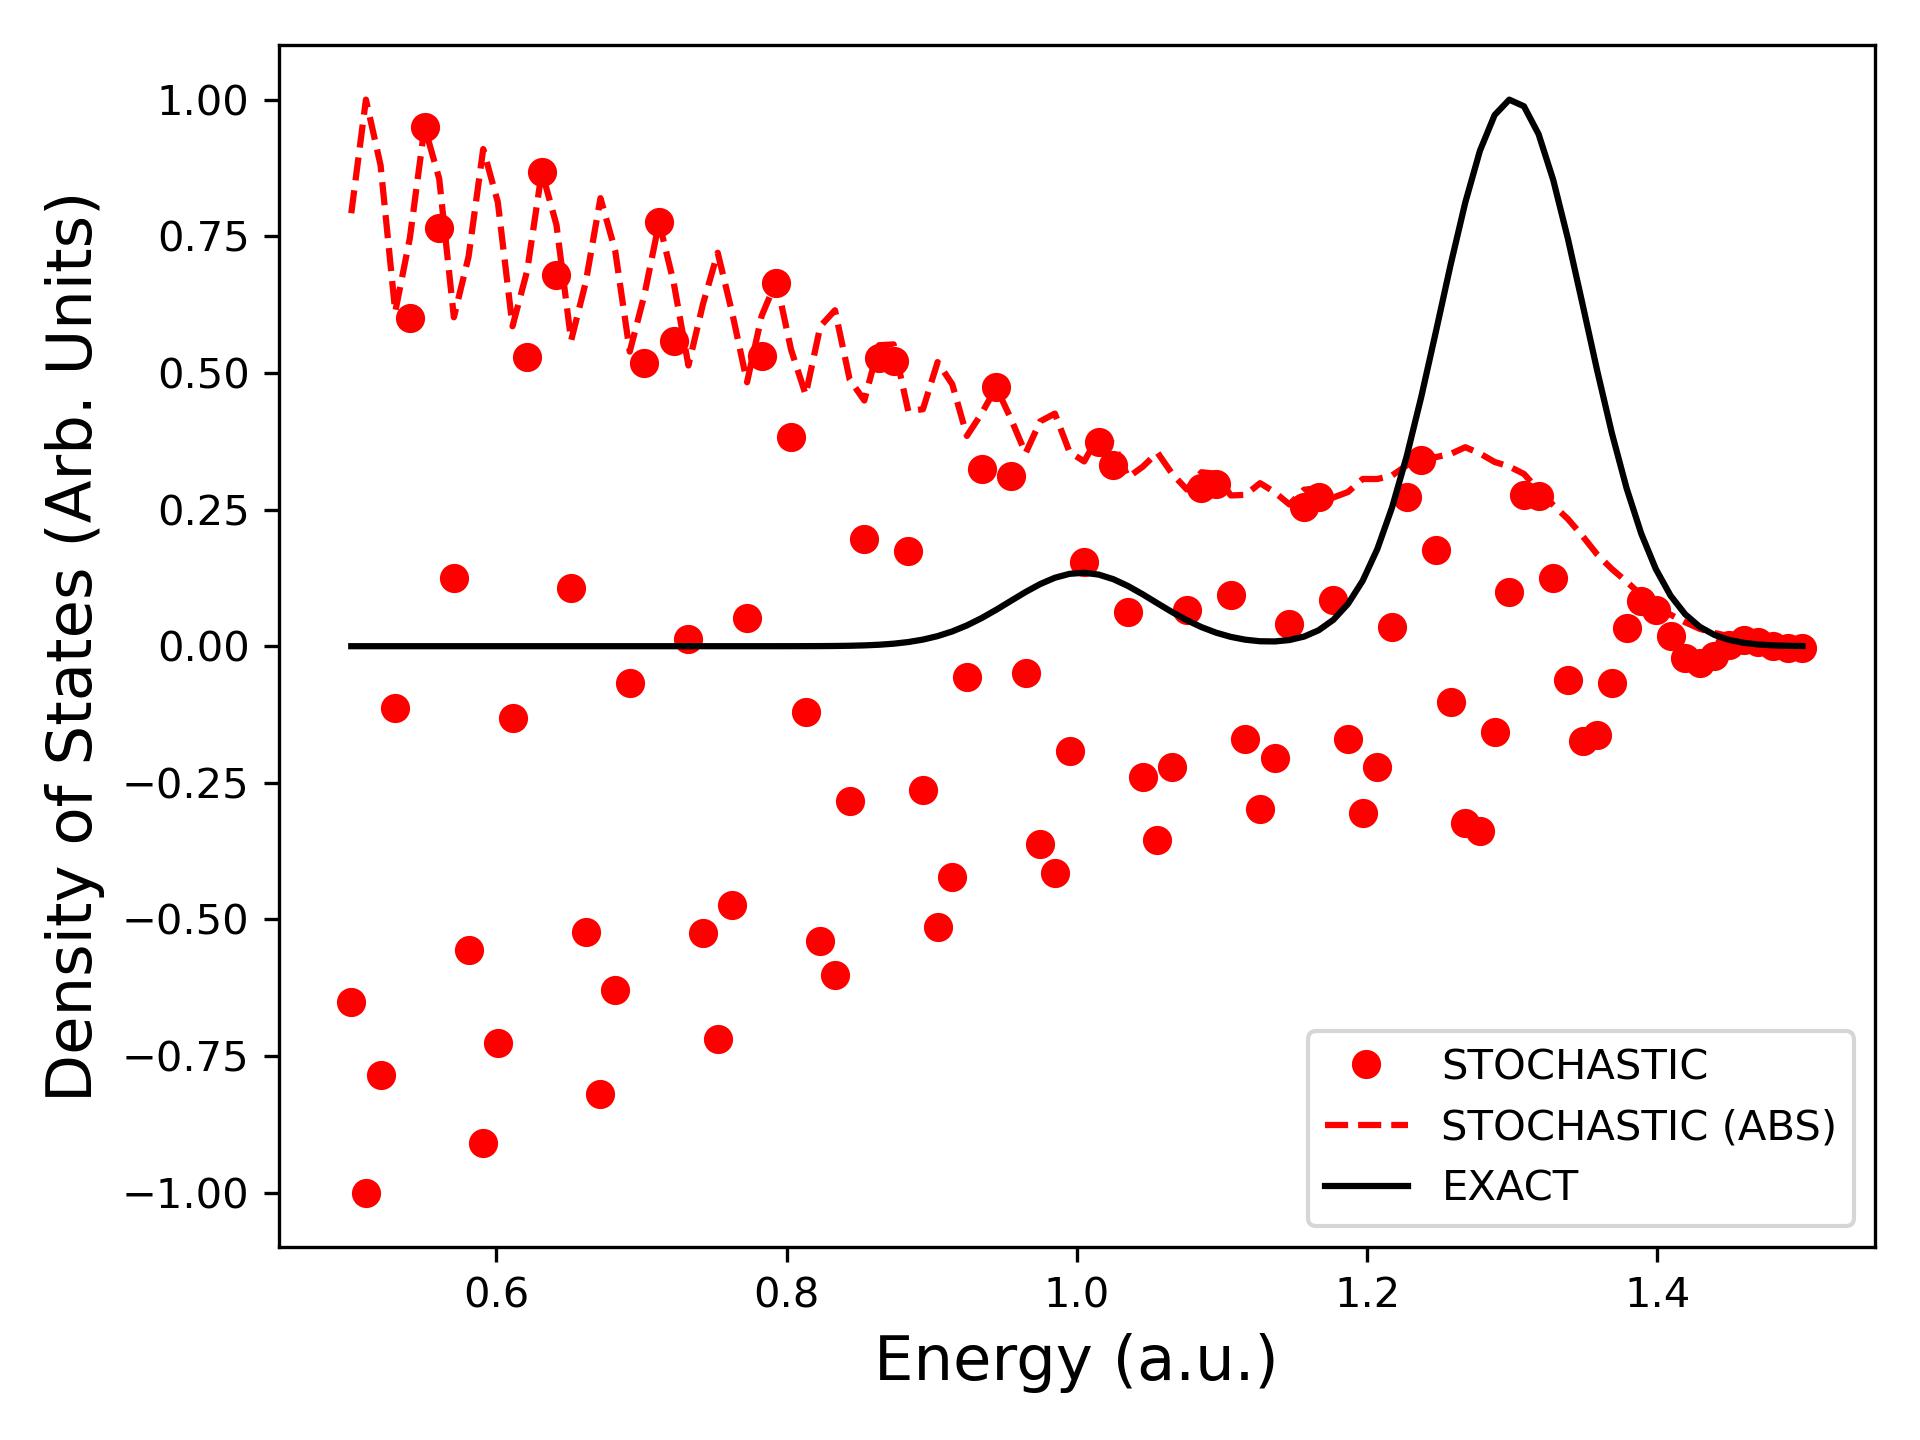 Density of States (Arb. Units)
1.00
0.75
0.50
0.25
0.00
−0.25
−0.50
−0.75
−1.00
STOCHASTIC
STOCHASTIC (ABS)
EXACT
0.6 0.8 1.0 1.2 1.4
Energy (a.u.)